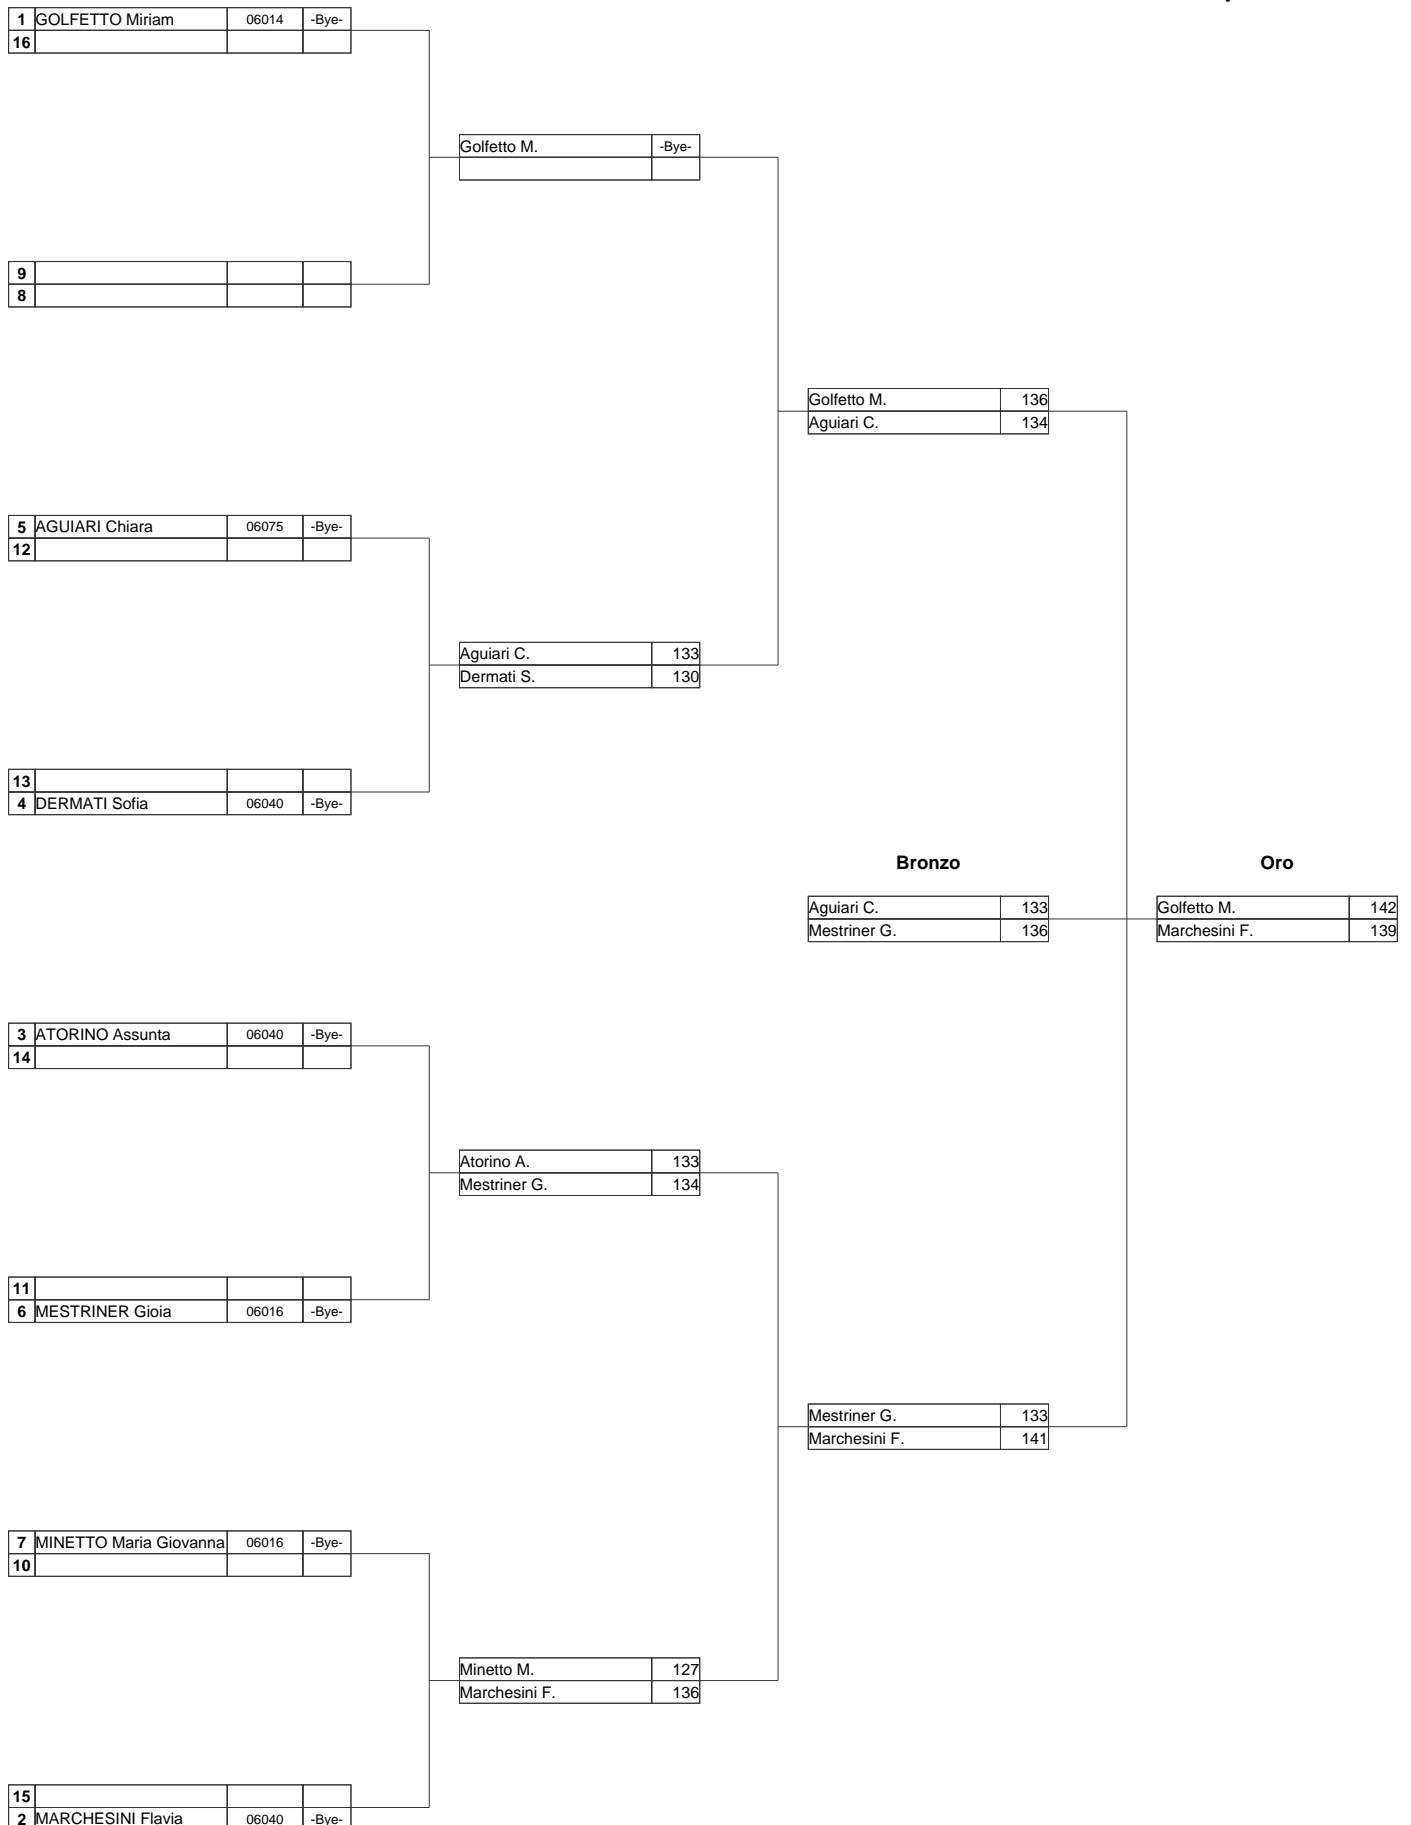 1 GOLFETTO Miriam 06014 -Bye-
16
Golfetto M. -Bye-
9
8
Golfetto M. 136
Aguiari C. 134
5 AGUIARI Chiara 06075 -Bye-
12
Aguiari C. 133
Dermati S. 130
13
4 DERMATI Sofia 06040 -Bye-
Bronzo Oro
Aguiari C. 133 Golfetto M. 142
Mestriner G. 136 Marchesini F. 139
3 ATORINO Assunta 06040 -Bye-
14
Atorino A. 133
Mestriner G. 134
11
6 MESTRINER Gioia 06016 -Bye-
Mestriner G. 133
Marchesini F. 141
7 MINETTO Maria Giovanna 06016 -Bye-
10
Minetto M. 127
Marchesini F. 136
15
2 MARCHESINI Flavia 06040 -Bye-